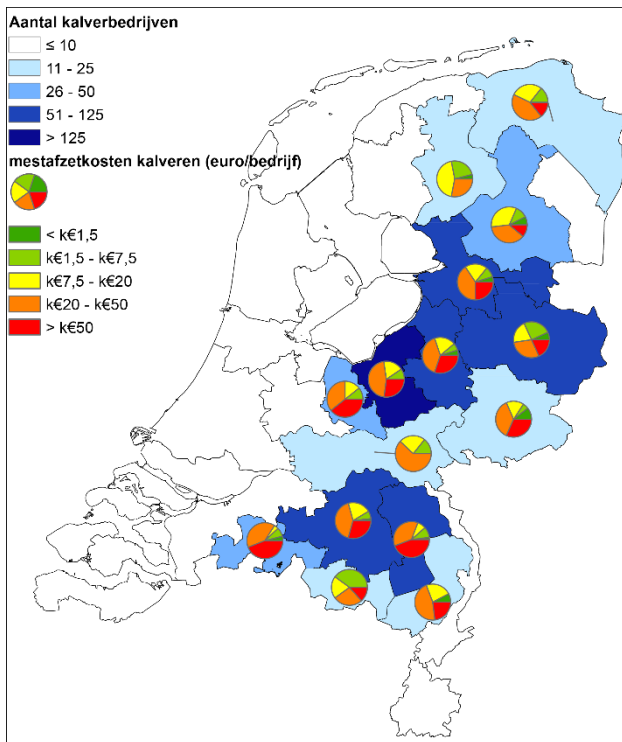 Aantal kalverbedrijven
≤ 10
11 - 25
26 - 50
51 - 125
> 125
mestafzetkosten kalveren (euro/bedrijf)
< k€1,5
k€1,5 - k€7,5
k€7,5 - k€20
k€20 - k€50
> k€50